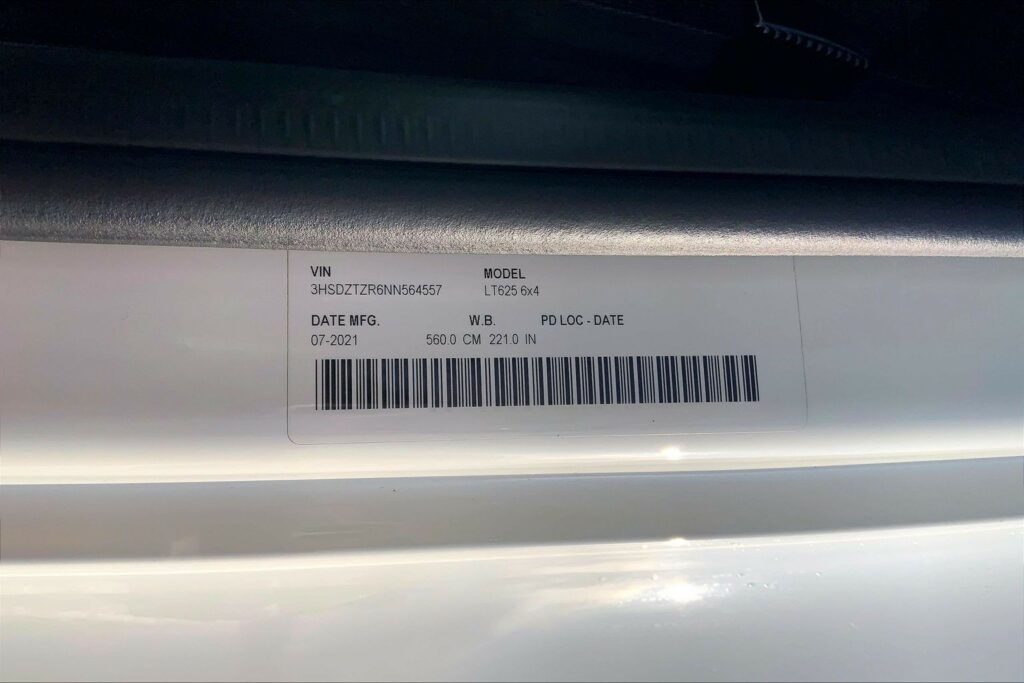 VIN MODEL
3HSDZTZR6NN564557 LT625 6x4
DATE MFG. W.B. PD LOC - DATE
07-2021 560.0 CM 221.0 IN